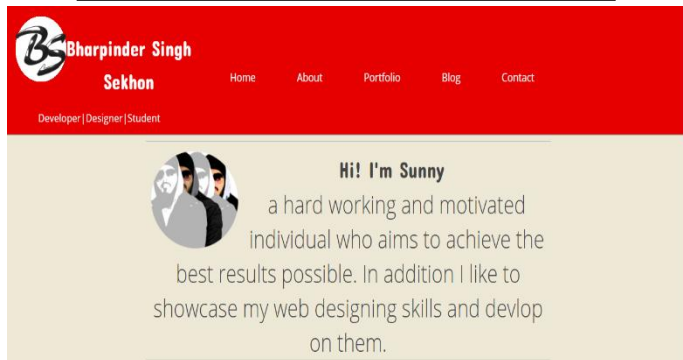 BS
Bharpinder Singh
Sekhon
Home About Portfolio Blog Contact
Developer|Designer|Student
Hi! I'm Sunny
a hard working and motivated
individual who aims to achieve the
best results possible. In addition I like to
showcase my web designing skills and devlop
on them.